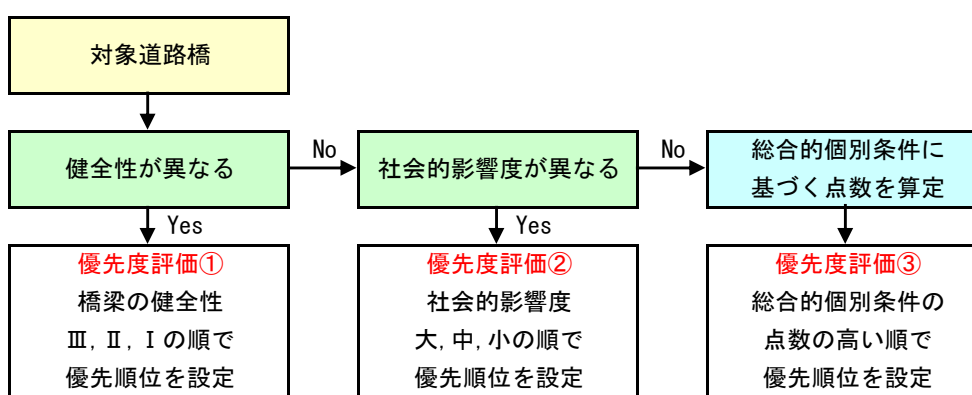 対象道路橋
健全性が異なる
No
社会的影響度が異なる
No
総合的個別条件に
基づく点数を算定
Yes
Yes
優先度評価①
橋梁の健全性
Ⅲ, Ⅱ, Ⅰの順で
優先順位を設定
優先度評価②
社会的影響度
大, 中, 小の順で
優先順位を設定
優先度評価③
総合的個別条件の
点数の高い順で
優先順位を設定